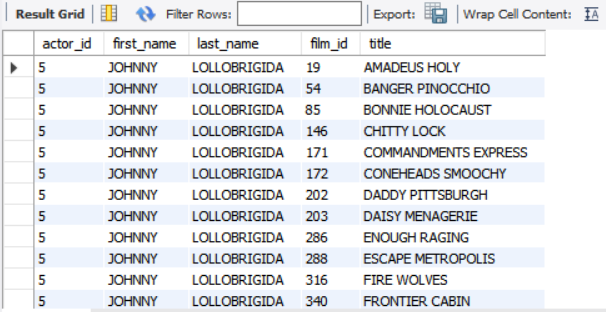 Result Grid Filter Rows: Export: Wrap Cell Content: IA
actor_id first_name last_name film_id title
5 JOHNNY LOLLOBRIGIDA 19 AMADEUS HOLY
5 JOHNNY LOLLOBRIGIDA 54 BANGER PINOCCHIO
5 JOHNNY LOLLOBRIGIDA 85 BONNIE HOLOCAUST
5 JOHNNY LOLLOBRIGIDA 146 CHITTY LOCK
5 JOHNNY LOLLOBRIGIDA 171 COMMANDMENTS EXPRESS
5 JOHNNY LOLLOBRIGIDA 172 CONEHEADS SMOOCHY
5 JOHNNY LOLLOBRIGIDA 202 DADDY PITTSBURGH
5 JOHNNY LOLLOBRIGIDA 203 DAISY MENAGERIE
5 JOHNNY LOLLOBRIGIDA 286 ENOUGH RAGING
5 JOHNNY LOLLOBRIGIDA 288 ESCAPE METROPOLIS
5 JOHNNY LOLLOBRIGIDA 316 FIRE WOLVES
5 JOHNNY LOLLOBRIGIDA 340 FRONTIER CABIN